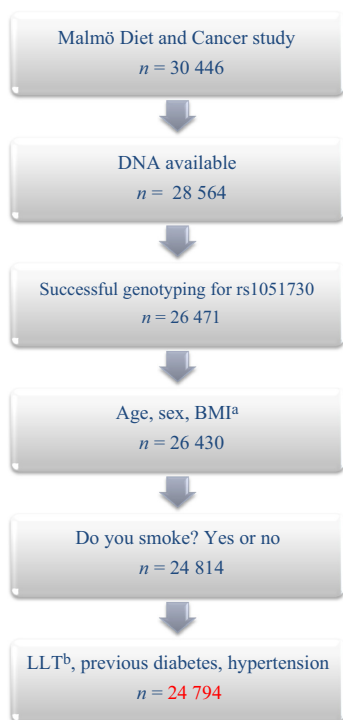 Malmö Diet and Cancer study
n = 30 446
DNA available
n = 28 564
Successful genotyping for rs1051730
n = 26 471
Age, sex, BMIᵃ
n = 26 430
Do you smoke? Yes or no
n = 24 814
LLTᵇ, previous diabetes, hypertension
n = 24 794